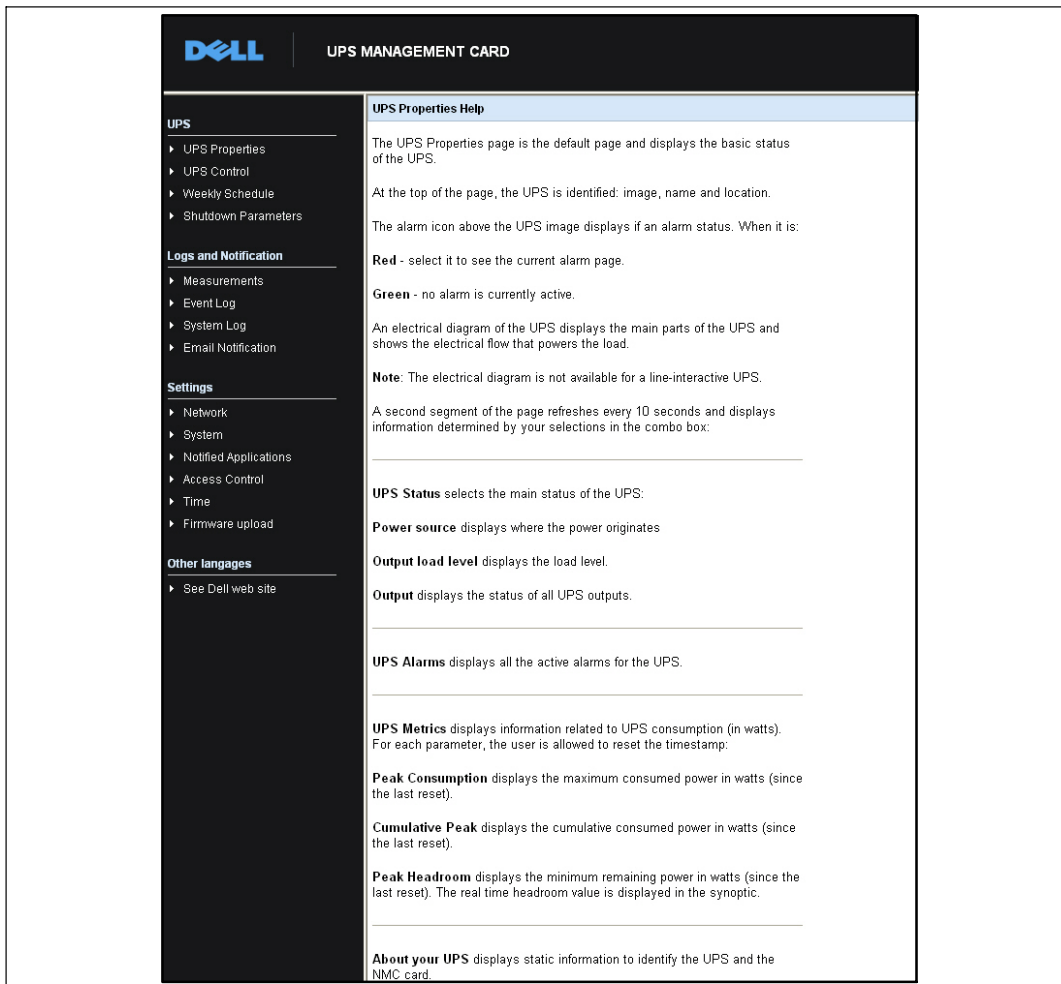 DELL
UPS MANAGEMENT CARD
UPS
UPS Properties
UPS Control
Weekly Schedule
Shutdown Parameters
Logs and Notification
Measurements
Event Log
System Log
Email Notification
Settings
Network
System
Notified Applications
Access Control
Time
Firmware upload
Other langages
See Dell web site
UPS Properties Help
The UPS Properties page is the default page and displays the basic status
of the UPS.
At the top of the page, the UPS is identified: image, name and location.
The alarm icon above the UPS image displays if an alarm status. When it is:
Red - select it to see the current alarm page.
Green - no alarm is currently active.
An electrical diagram of the UPS displays the main parts of the UPS and
shows the electrical flow that powers the load.
Note: The electrical diagram is not available for a line-interactive UPS.
A second segment of the page refreshes every 10 seconds and displays
information determined by your selections in the combo box:
UPS Status selects the main status of the UPS:
Power source displays where the power originates
Output load level displays the load level.
Output displays the status of all UPS outputs.
UPS Alarms displays all the active alarms for the UPS.
UPS Metrics displays information related to UPS consumption (in watts).
For each parameter, the user is allowed to reset the timestamp:
Peak Consumption displays the maximum consumed power in watts (since
the last reset).
Cumulative Peak displays the cumulative consumed power in watts (since
the last reset).
Peak Headroom displays the minimum remaining power in watts (since the
last reset). The real time headroom value is displayed in the synoptic.
About your UPS displays static information to identify the UPS and the
NMC card.